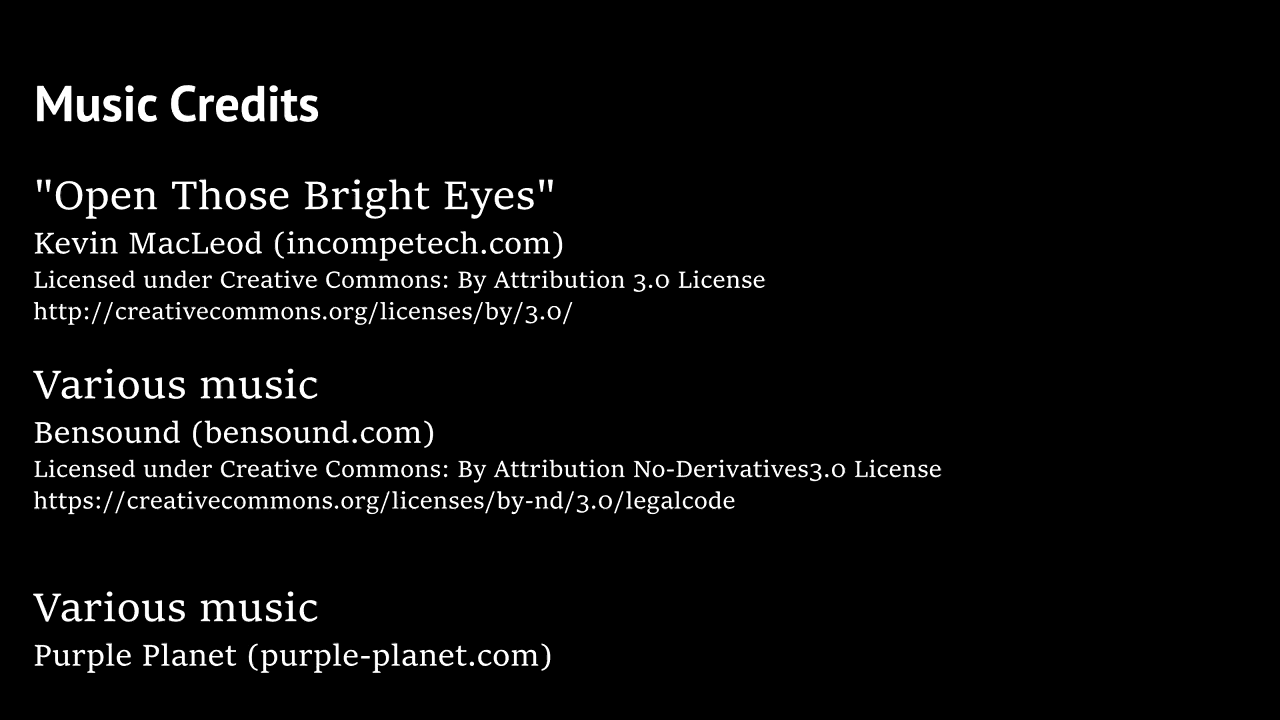 Music Credits
"Open Those Bright Eyes"
Kevin MacLeod (incompetech.com)
Licensed under Creative Commons: By Attribution 3.0 License
http://creativecommons.org/licenses/by/3.0/
Various music
Bensound (bensound.com)
Licensed under Creative Commons: By Attribution No-Derivatives3.0 License
https://creativecommons.org/licenses/by-nd/3.0/legalcode
Various music
Purple Planet (purple-planet.com)